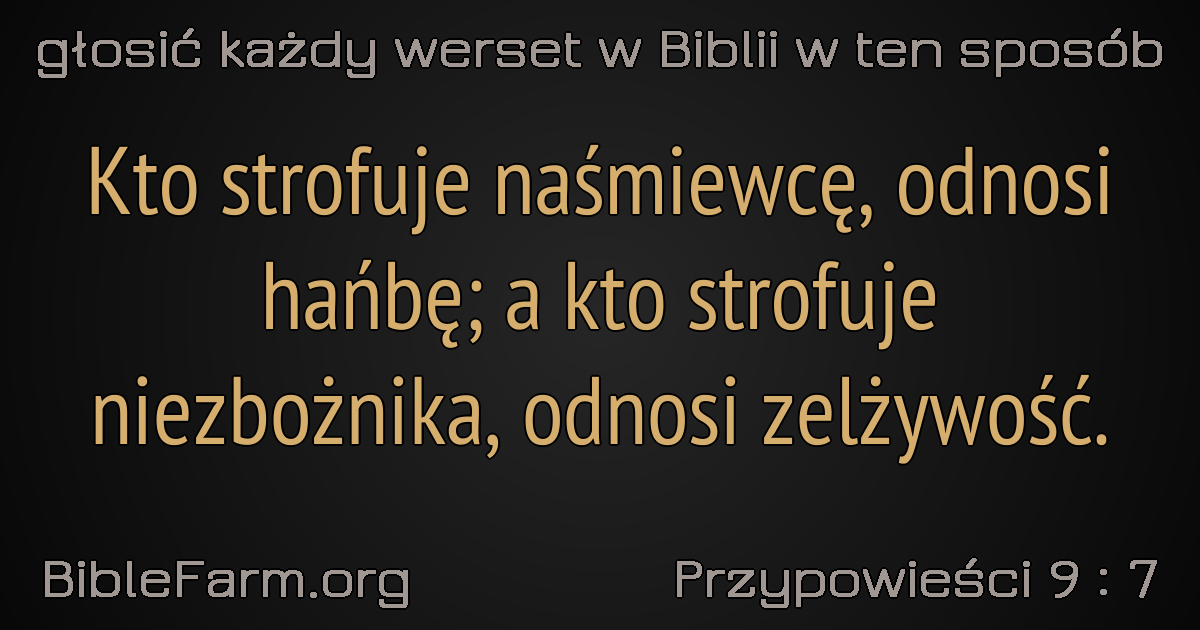 głosić każdy werset w Biblii w ten sposób
Kto strofuje naśmiewcę, odnosi
hańbę; a kto strofuje
niezbożnika, odnosi zelżywość.
BibleFarm.org
Przypowieści 9 : 7